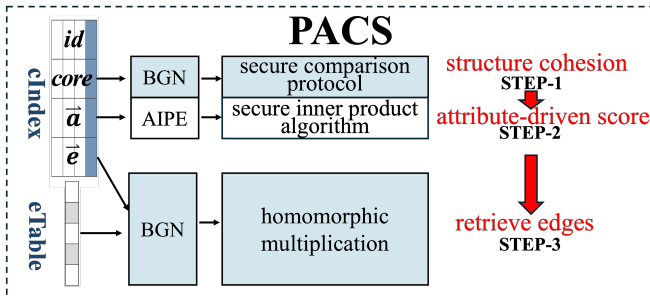 PACS
cIndex
id
core
a
e
BGN
secure comparison
protocol
AIPE
secure inner product
algorithm
structure cohesion
STEP-1
attribute-driven score
STEP-2
eTable
BGN
homomorphic
multiplication
retrieve edges
STEP-3